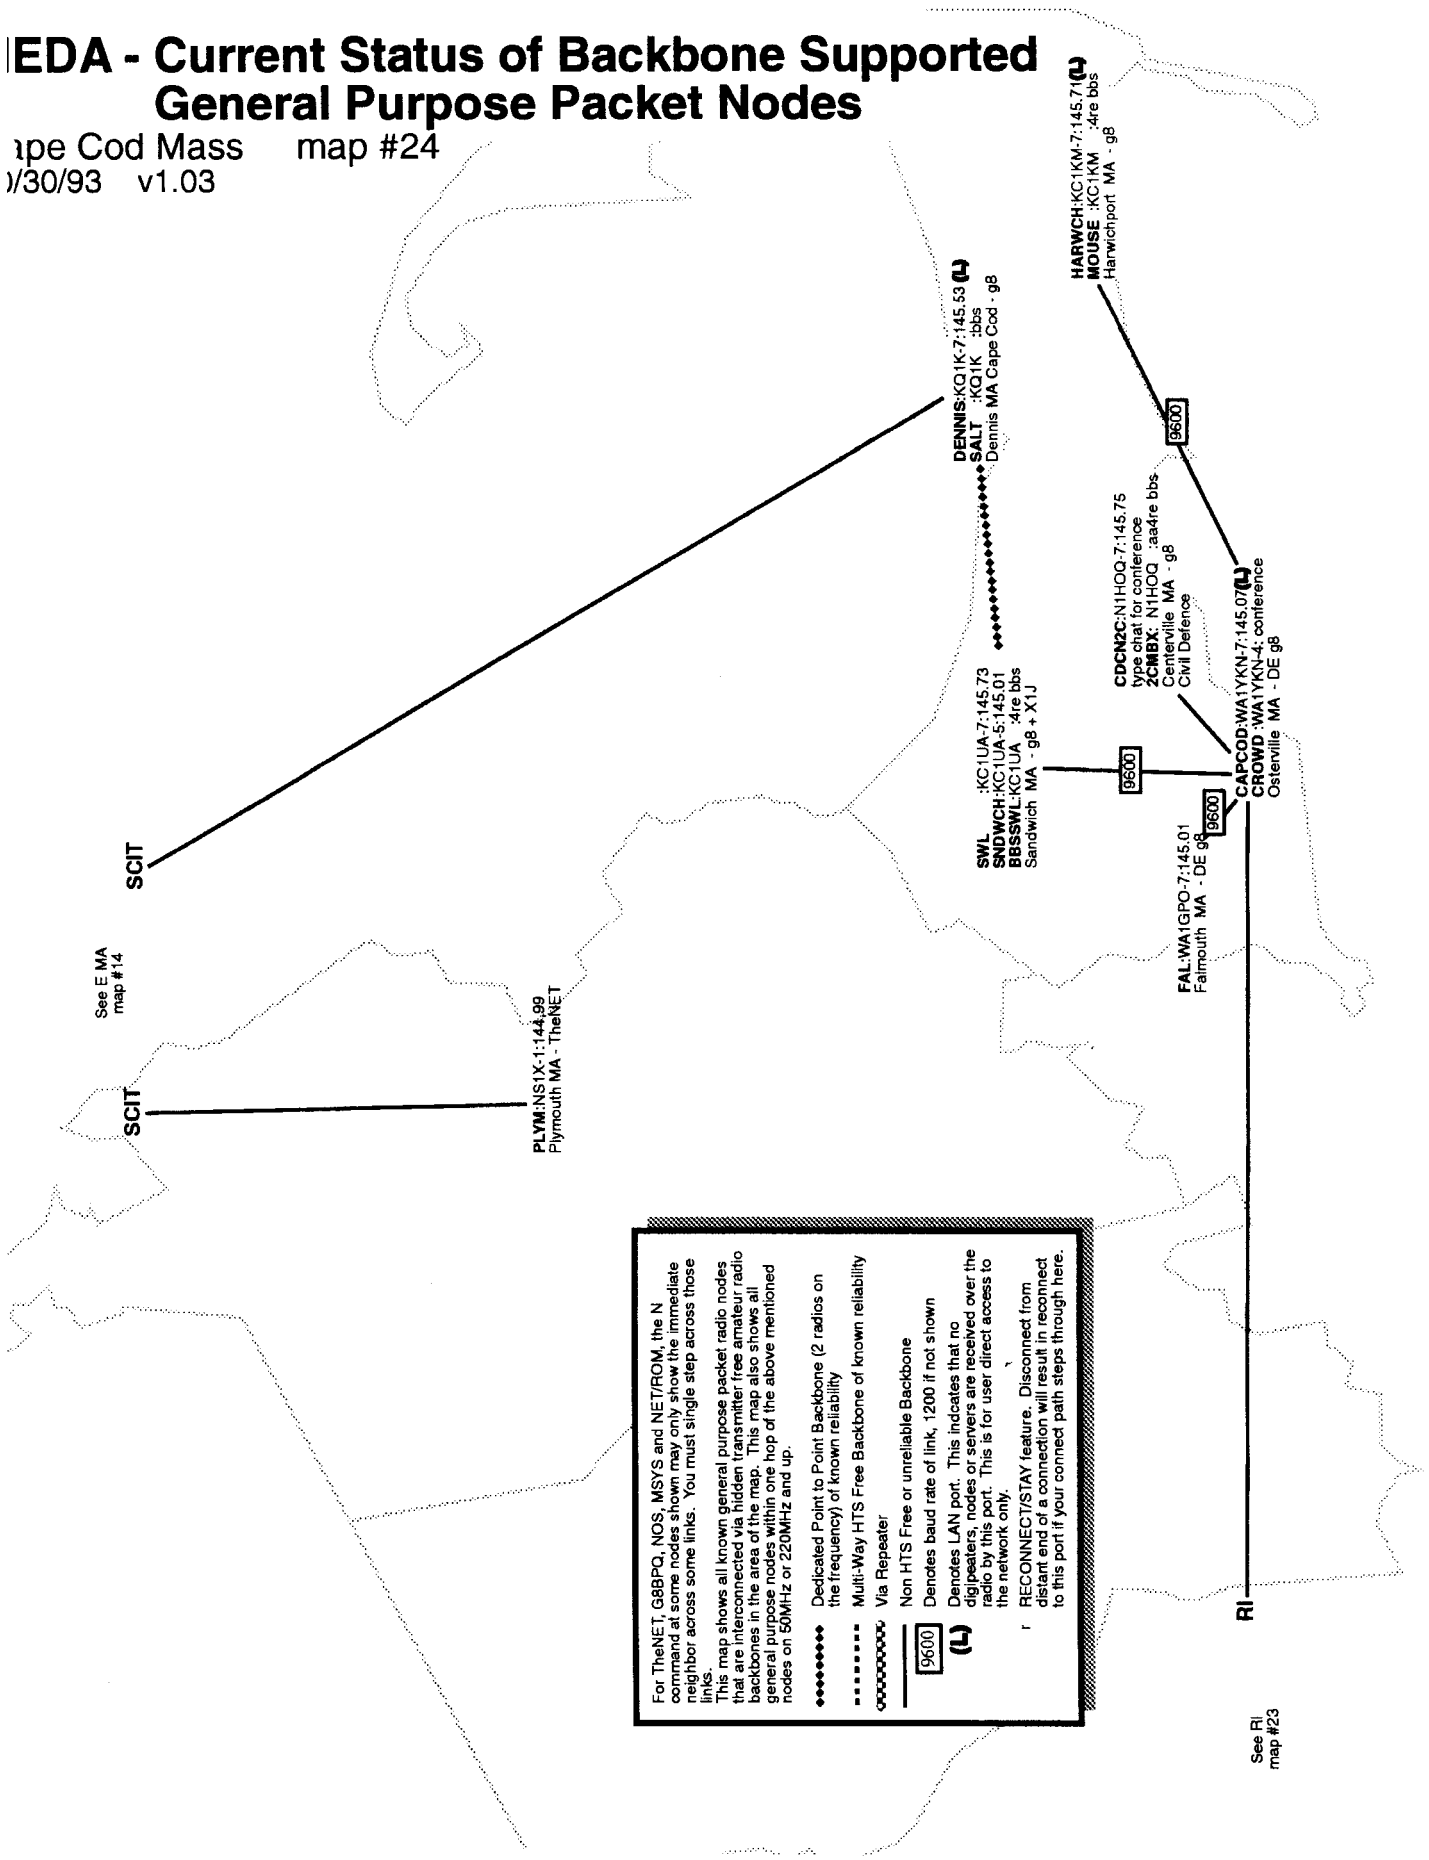 EDA - Current Status of Backbone Supported
General Purpose Packet Nodes
ape Cod Mass map #24
0/30/93 v1.03
HARWCH:KC1KM-7:145.71(L)
MOUSE :KC1KM :4re bbs
Harwichport MA - g8
DENNIS:KQ1K-7:145.53 (L)
SALT :KQ1K :bbs
Dennis MA Cape Cod - g8
9600
CDCN2C:N1HOQ-7:145.75
type chat for conference
2CMBX: N1HOQ :aa4re bbs
Centerville MA - g8
Civil Defence
SWL :KC1UA-7:145.73
SNDWCH:KC1UA-5:145.01
BBSSWL:KC1UA :4re bbs
Sandwich MA - g8 + X1J
9600
CAPCOD:WA1YKN-7:145.07(L)
CROWD :WA1YKN-4: conference
Osterville MA - DE g8
9600
FAL:WA1GPO-7:145.01
Falmouth MA - DE g8
SCIT
See E MA
map #14
SCIT
PLYM:NS1X-1:144.99
Plymouth MA - TheNET
For TheNET, G8BPQ, NOS, MSYS and NET/ROM, the N
command at some nodes shown may only show the immediate
neighbor across some links. You must single step across those
links.
This map shows all known general purpose packet radio nodes
that are interconnected via hidden transmitter free amateur radio
backbones in the area of the map. This map also shows all
general purpose nodes within one hop of the above mentioned
nodes on 50MHz or 220MHz and up.
Dedicated Point to Point Backbone (2 radios on
the frequency) of known reliability
Multi-Way HTS Free Backbone of known reliability
Via Repeater
Non HTS Free or unreliable Backbone
9600 Denotes baud rate of link, 1200 if not shown
(L) Denotes LAN port. This indcates that no
digipeaters, nodes or servers are received over the
radio by this port. This is for user direct access to
the network only.
r RECONNECT/STAY feature. Disconnect from
distant end of a connection will result in reconnect
to this port if your connect path steps through here.
RI
See RI
map #23